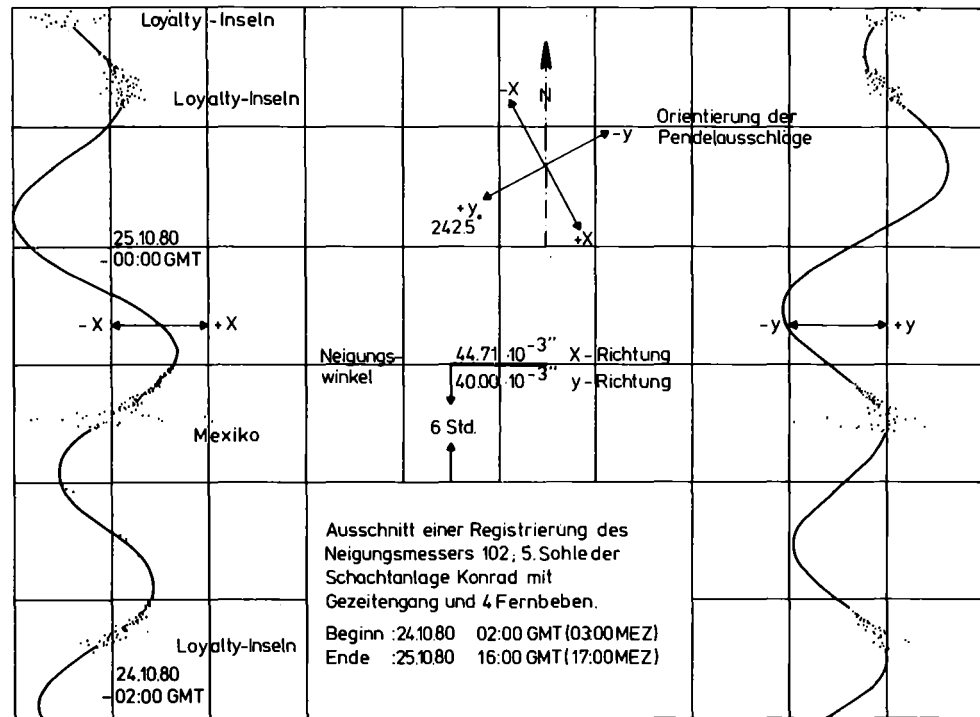 Loyalty-Inseln
Loyalty-Inseln
N
-X
-y
+y
242.5°
+X
Orientierung der
Pendelausschläge
25.10.80
-00:00 GMT
-X
+X
-y
+y
Neigungs-
winkel
44.71·10⁻³" X-Richtung
40.00·10⁻³" y-Richtung
6 Std.
Mexiko
Ausschnitt einer Registrierung des
Neigungsmessers 102; 5. Sohle der
Schachtanlage Konrad mit
Gezeitengang und 4 Fernbeben.
Beginn :24.10.80 02:00 GMT (03:00 MEZ)
Ende :25.10.80 16:00 GMT (17:00 MEZ)
Loyalty-Inseln
24.10.80
-02:00 GMT